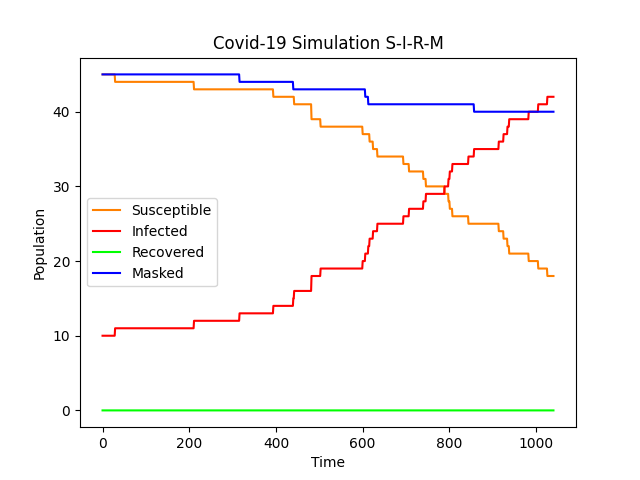 Covid-19 Simulation S-I-R-M
Population
40
30
20
10
0
Susceptible
Infected
Recovered
Masked
0 200 400 600 800 1000
Time